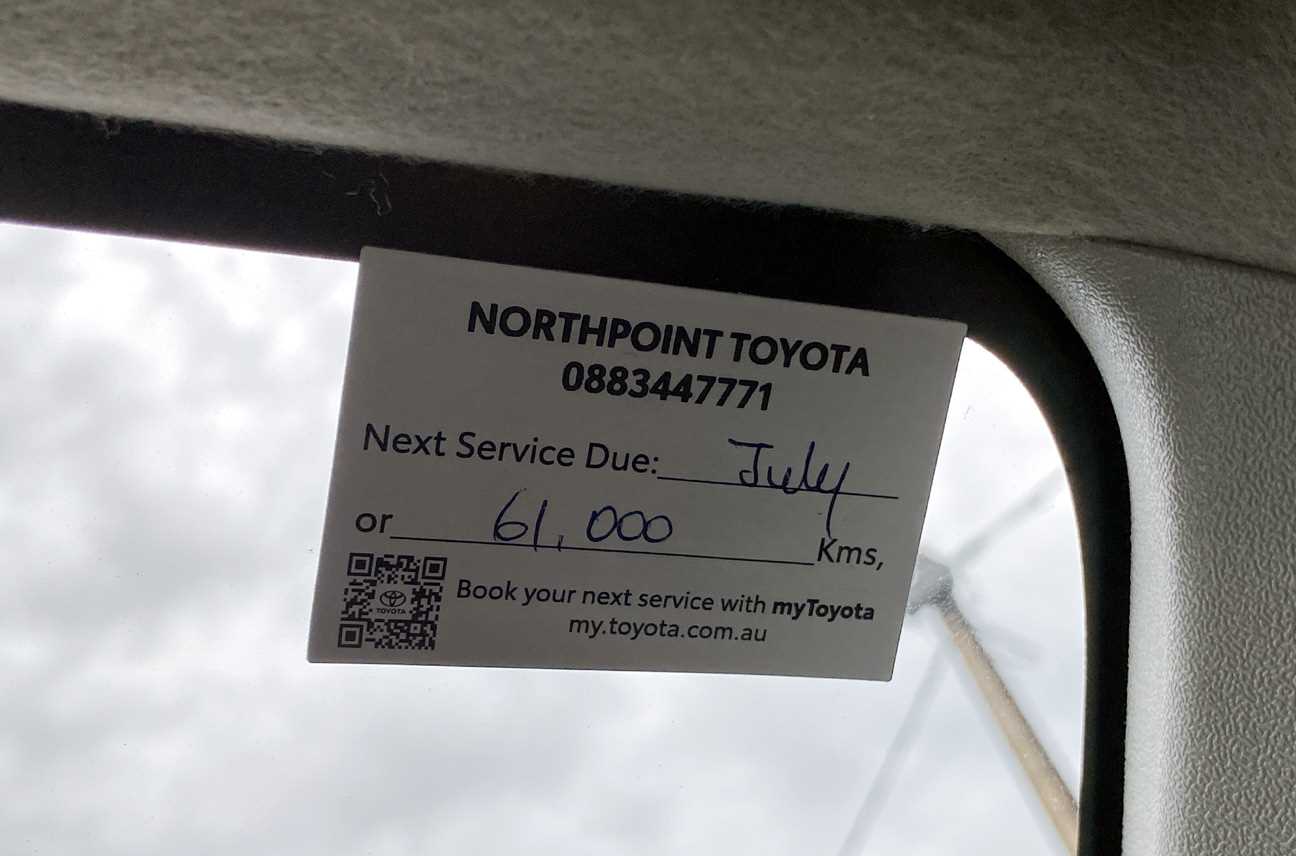 NORTHPOINT TOYOTA
0883447771
Next Service Due: July
or 61,000 Kms,
TOYOTA
Book your next service with myToyota
my.toyota.com.au